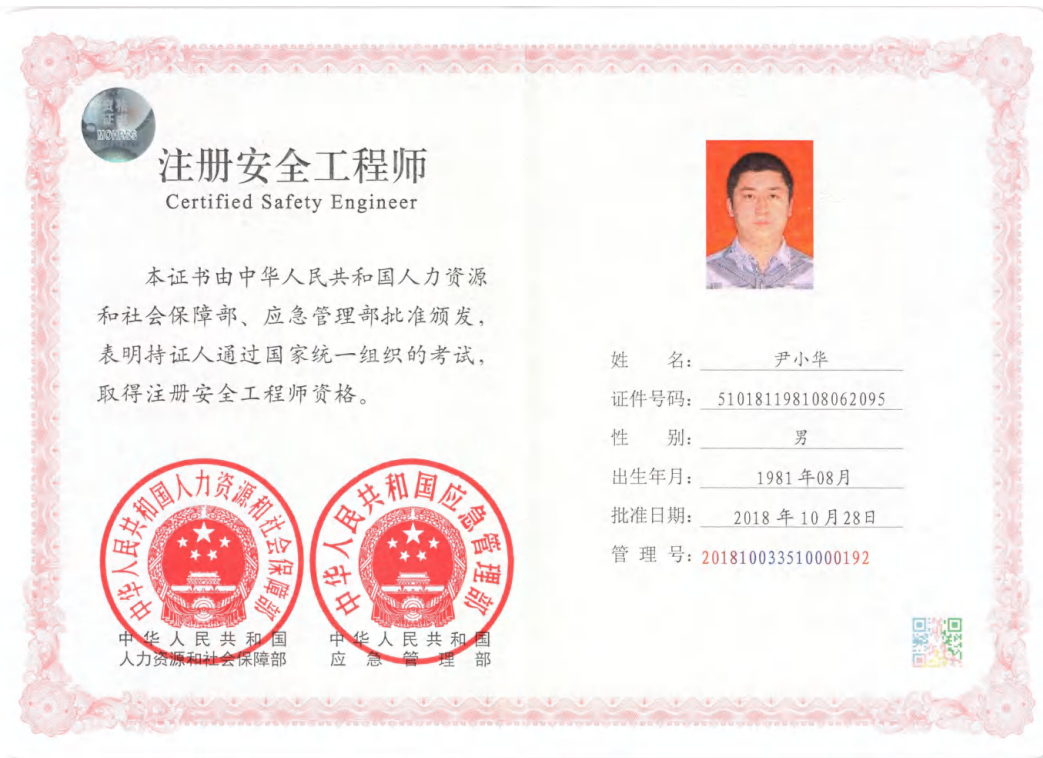 资格
证书
MOHRSS
注册安全工程师
Certified Safety Engineer
本证书由中华人民共和国人力资源
和社会保障部、应急管理部批准颁发,
表明持证人通过国家统一组织的考试,
取得注册安全工程师资格。
中华人民共和国人力资源和社会保障部
中华人民共和国应急管理部
中华人民共和国
人力资源和社会保障部
中华人民共和国
应急管理部
姓 名: 尹小华
证件号码: 510181198108062095
性 别: 男
出生年月: 1981年08月
批准日期: 2018年10月28日
管 理 号: 201810033510000192